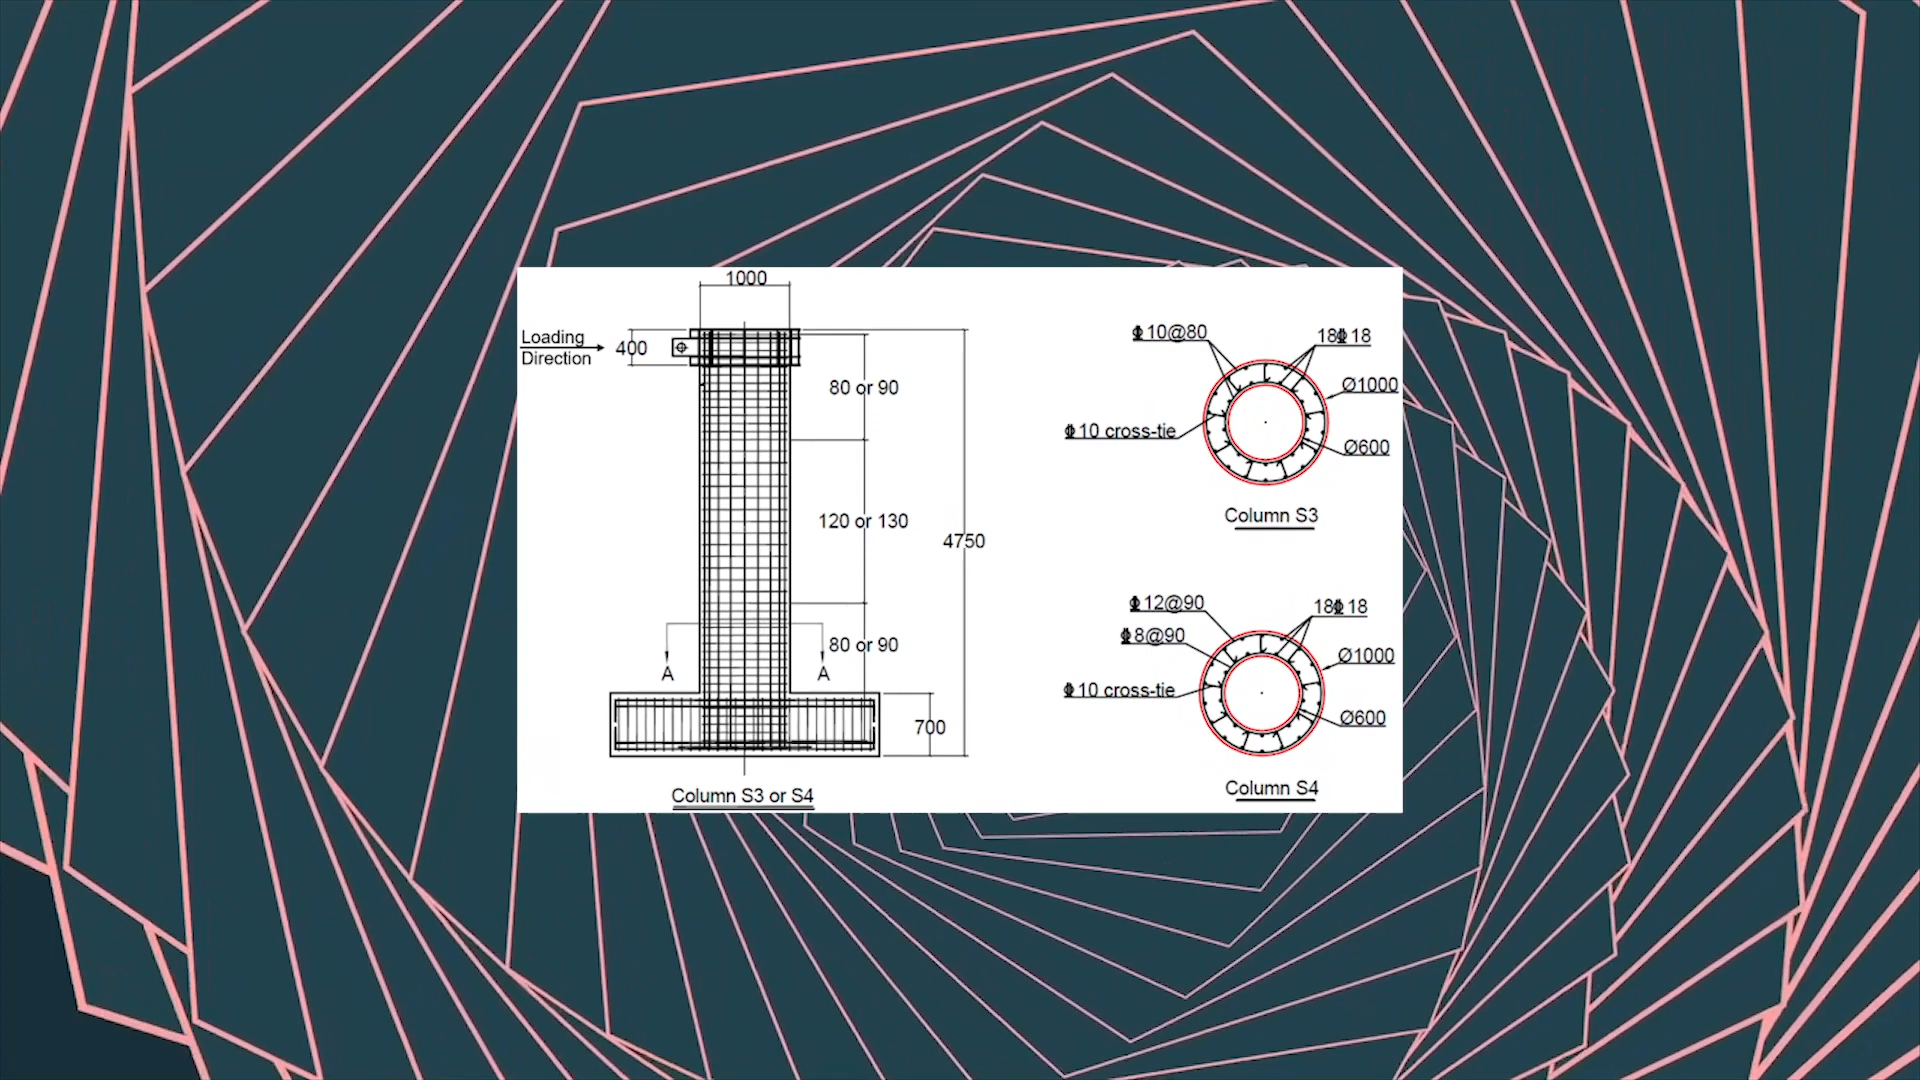 1000
Loading
Direction
400
80 or 90
120 or 130
4750
80 or 90
A
A
700
Column S3 or S4
Φ10@80
18Φ18
Ø1000
Φ10 cross-tie
Ø600
Column S3
Φ12@90
18Φ18
Φ8@90
Ø1000
Φ10 cross-tie
Ø600
Column S4